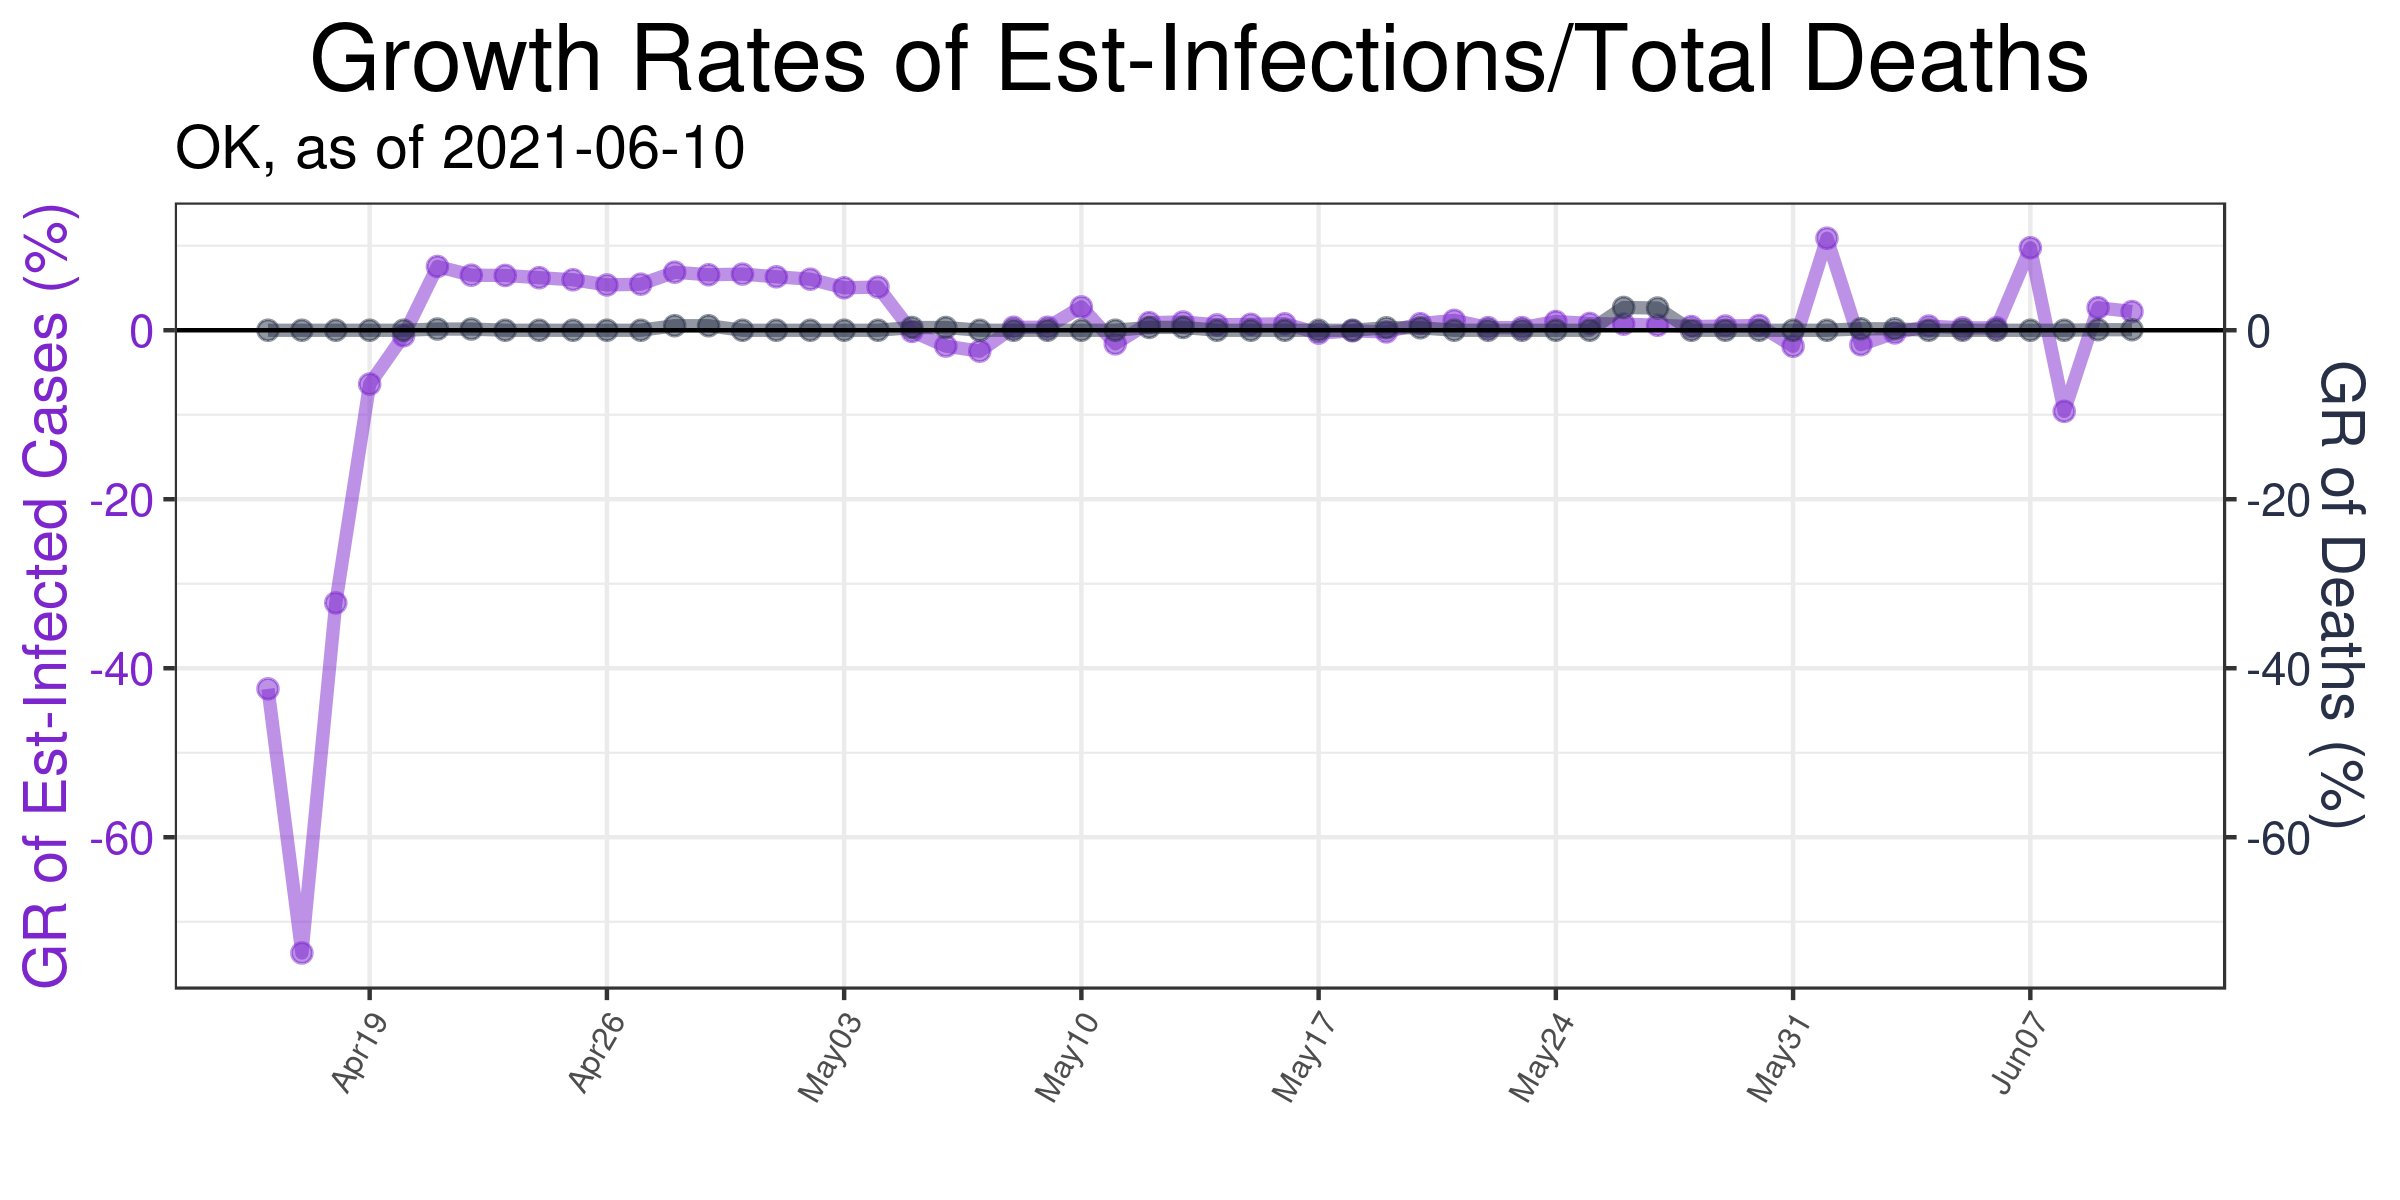 Growth Rates of Est-Infections/Total Deaths
OK, as of 2021-06-10
GR of Est-Infected Cases (%)
0
-20
-40
-60
0
-20
-40
-60
GR of Deaths (%)
Apr19
Apr26
May03
May10
May17
May24
May31
Jun07